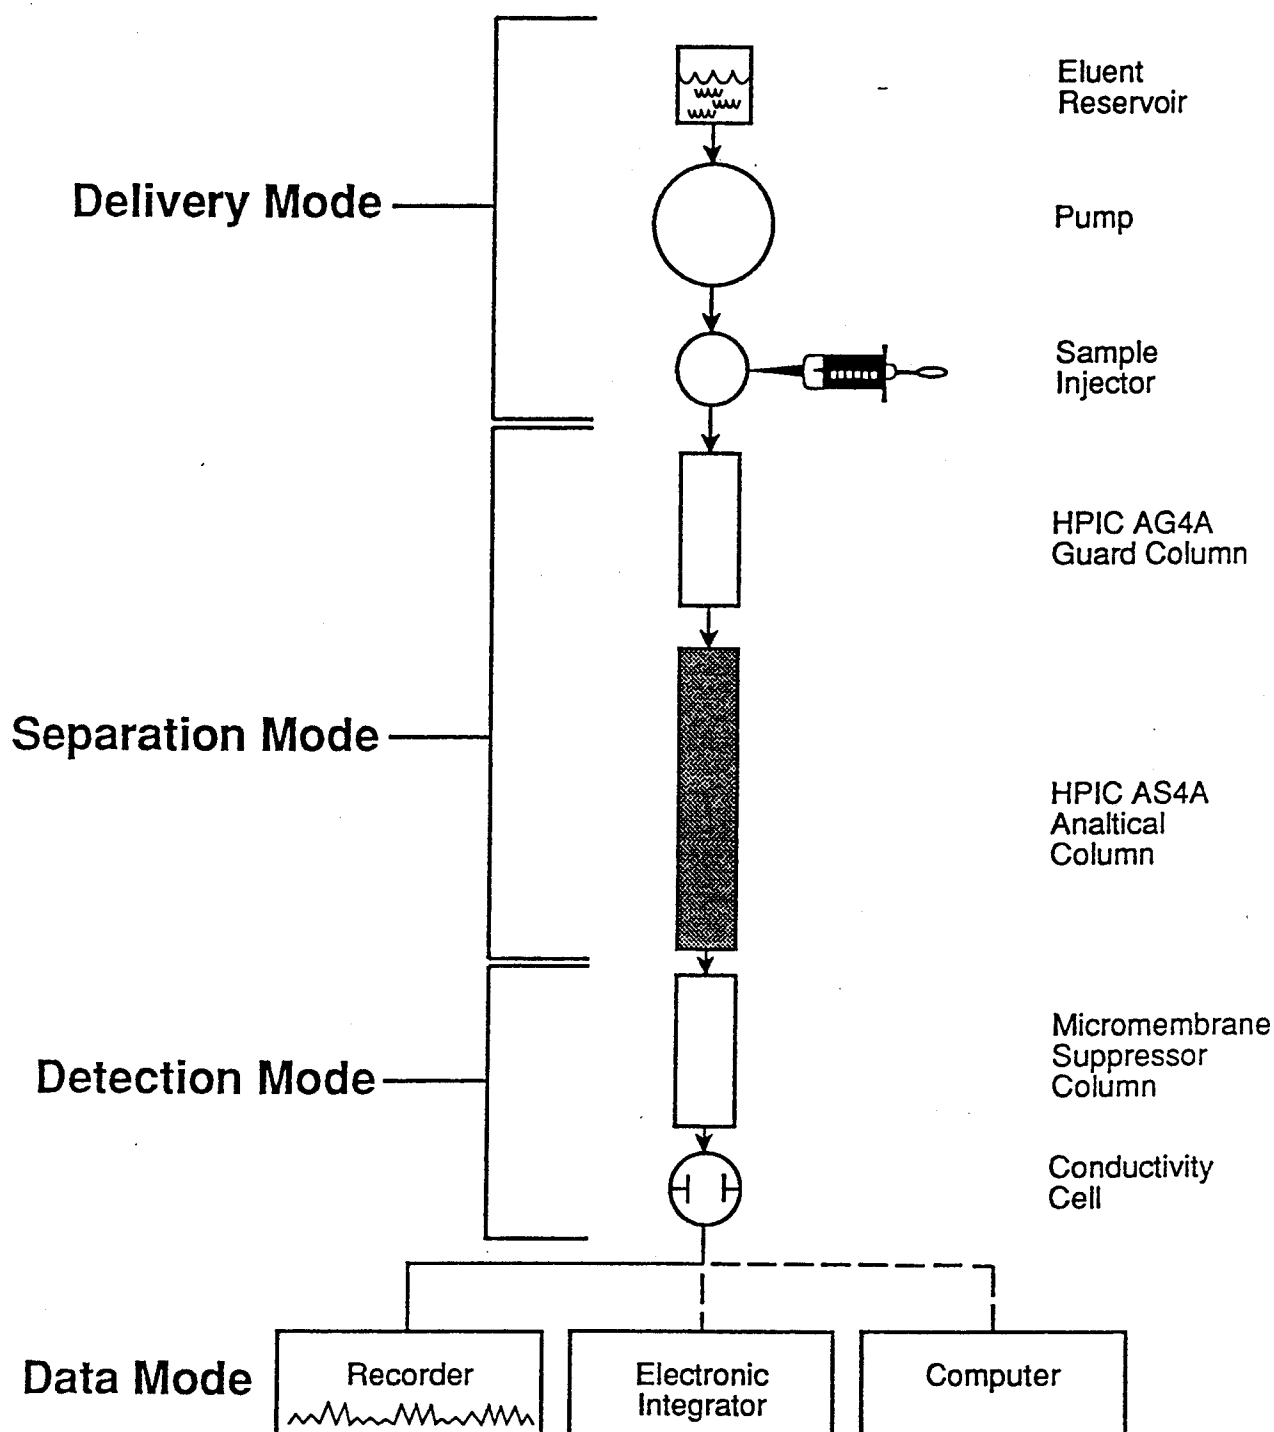 Eluent
Reservoir
Delivery Mode
Pump
Sample
Injector
HPIC AG4A
Guard Column
Separation Mode
HPIC AS4A
Analtical
Column
Micromembrane
Suppressor
Column
Detection Mode
Conductivity
Cell
Data Mode
Recorder
Electronic
Integrator
Computer